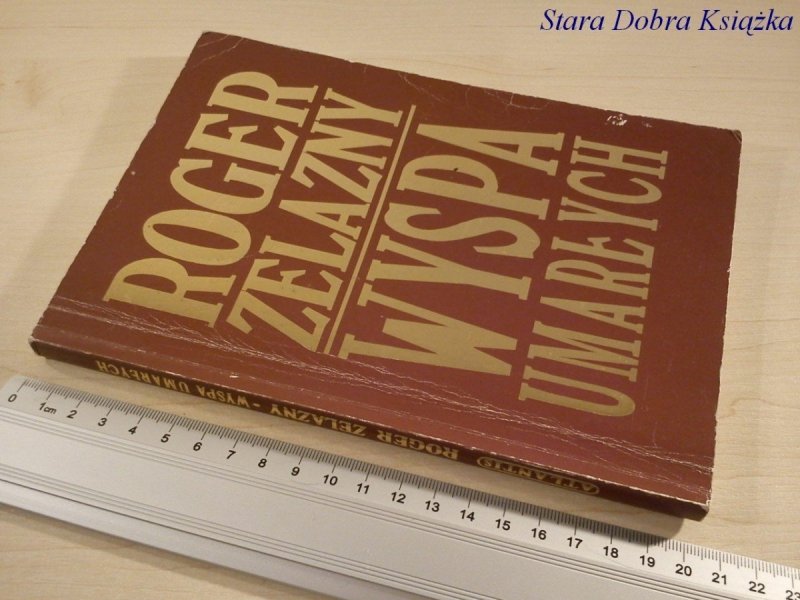 Stara Dobra Książka
ROGER
ZELAZNY
WYSPA
UMARŁYCH
ATLANTIS ROGER ZELAZNY - WYSPA UMARŁYCH
0 1cm 2 3 4 5 6 7 8 9 10 11 12 13 14 15 16 17 18 19 20 21 22 23